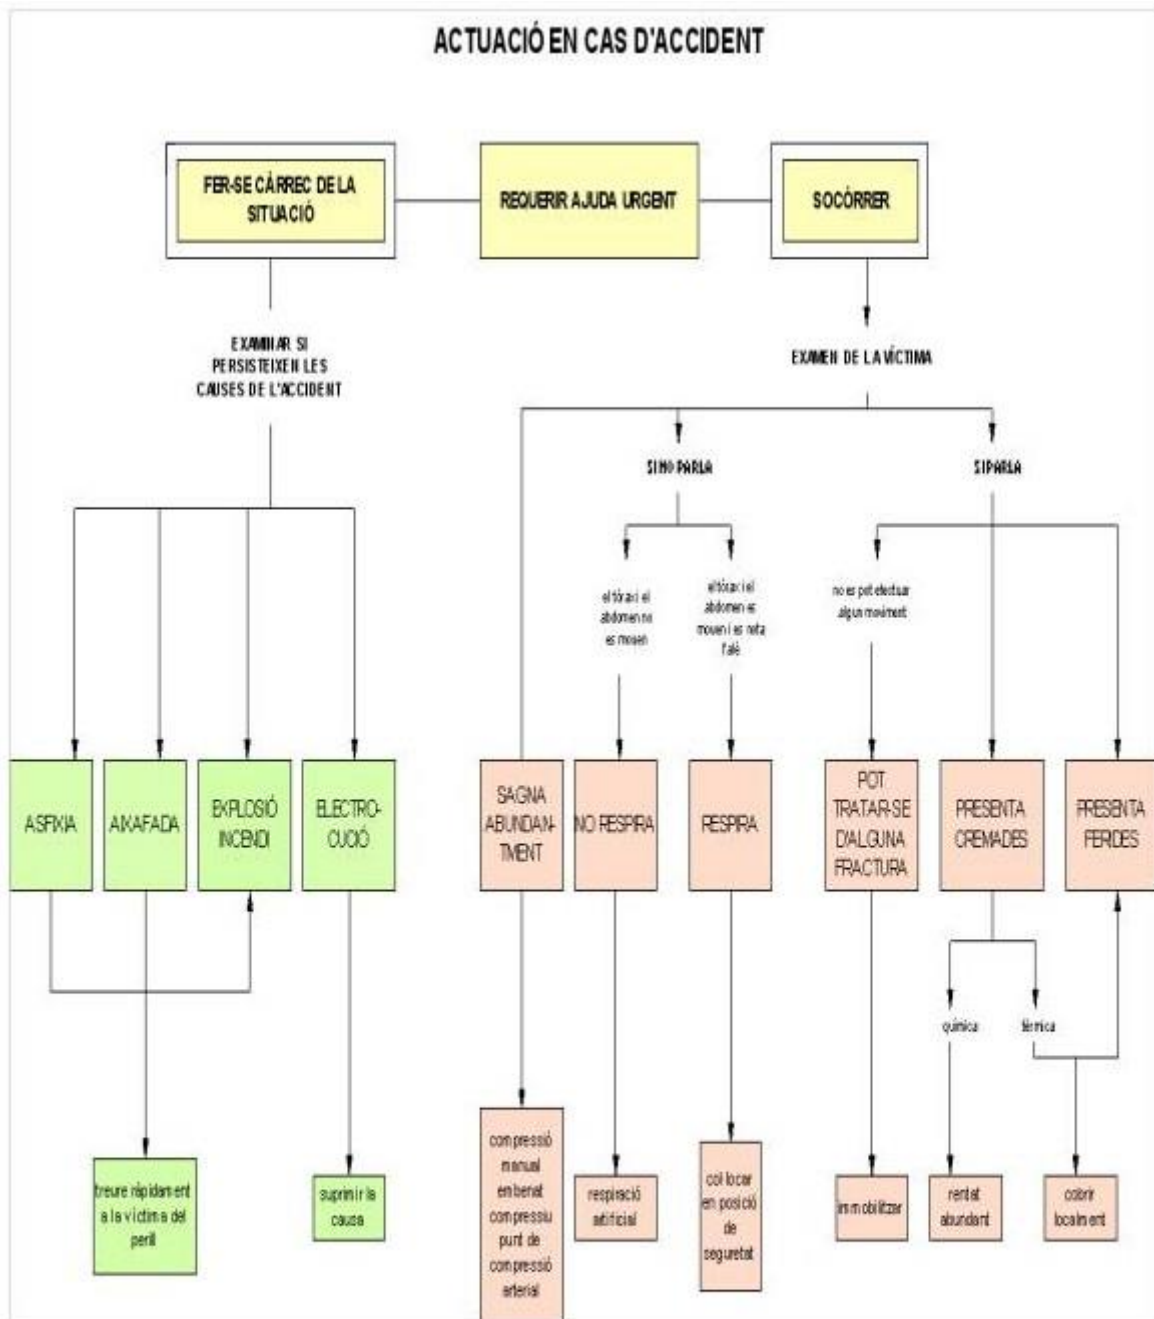 ACTUACIÓ EN CAS D'ACCIDENT
FER-SE CÀRREC DE LA
SITUACIÓ
REQUERIR AJUDA URGENT
SOCÓRRER
EXAMINAR SI
PERSISTEIXEN LES
CAUSES DE L'ACCIDENT
EXAMEN DE LA VÍCTIMA
SI NO PARLA
SI PARLA
el tòrax i el
abdomen no
es mouen
el tòrax i el
abdomen es
mouen i es nota
l'alè
no es pot efectuar
algun moviment
ASFIXIA
AIXAFADA
EXPLOSIÓ
INCENDI
ELECTRO-
CUCIÓ
SAGNA
ABUNDAN-
TMENT
NO RESPIRA
RESPIRA
POT
TRATAR-SE
D'ALGUNA
FRACTURA
PRESENTA
CREMADES
PRESENTA
FERIDES
química
tèrmica
treure ràpidament
a la víctima del
perill
suprimir la
causa
compressió
manual
embenat
compressiu
punt de
compressió
arterial
respiració
artificial
col·locar
en posició
de
seguretat
immobilitzar
rentat
abundant
cobrir
localment